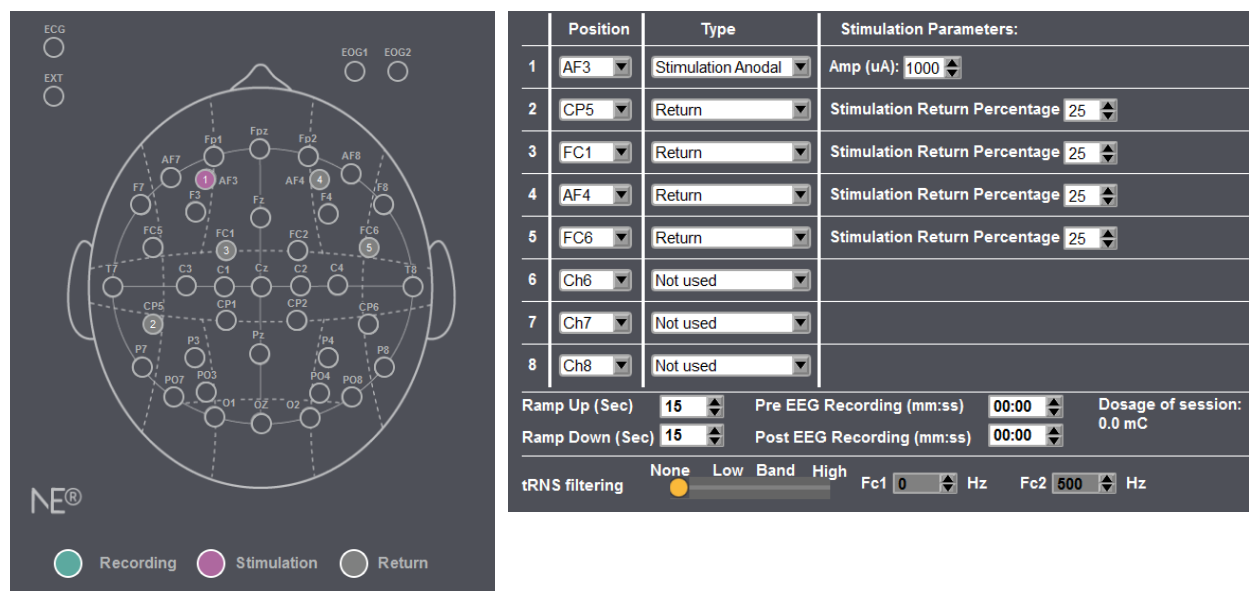 ECG
EOG1 EOG2
EXT
Fpz
Fp1 Fp2
AF7 AF8
1 AF3 AF4 4
F7 F3 Fz F4 F8
FC5 FC1 FC2 FC6
3 5
T7 C3 C1 Cz C2 C4 T8
CP5 CP1 CP2 CP6
2
P7 P3 Pz P4 P8
PO7 PO3 PO4 PO8
O1 OZ O2
NE®
Recording Stimulation Return
Position Type Stimulation Parameters:
1 AF3 Stimulation Anodal Amp (uA): 1000
2 CP5 Return Stimulation Return Percentage 25
3 FC1 Return Stimulation Return Percentage 25
4 AF4 Return Stimulation Return Percentage 25
5 FC6 Return Stimulation Return Percentage 25
6 Ch6 Not used
7 Ch7 Not used
8 Ch8 Not used
Ramp Up (Sec) 15 Pre EEG Recording (mm:ss) 00:00 Dosage of session:
0.0 mC
Ramp Down (Sec) 15 Post EEG Recording (mm:ss) 00:00
None Low Band High
tRNS filtering Fc1 0 Hz Fc2 500 Hz